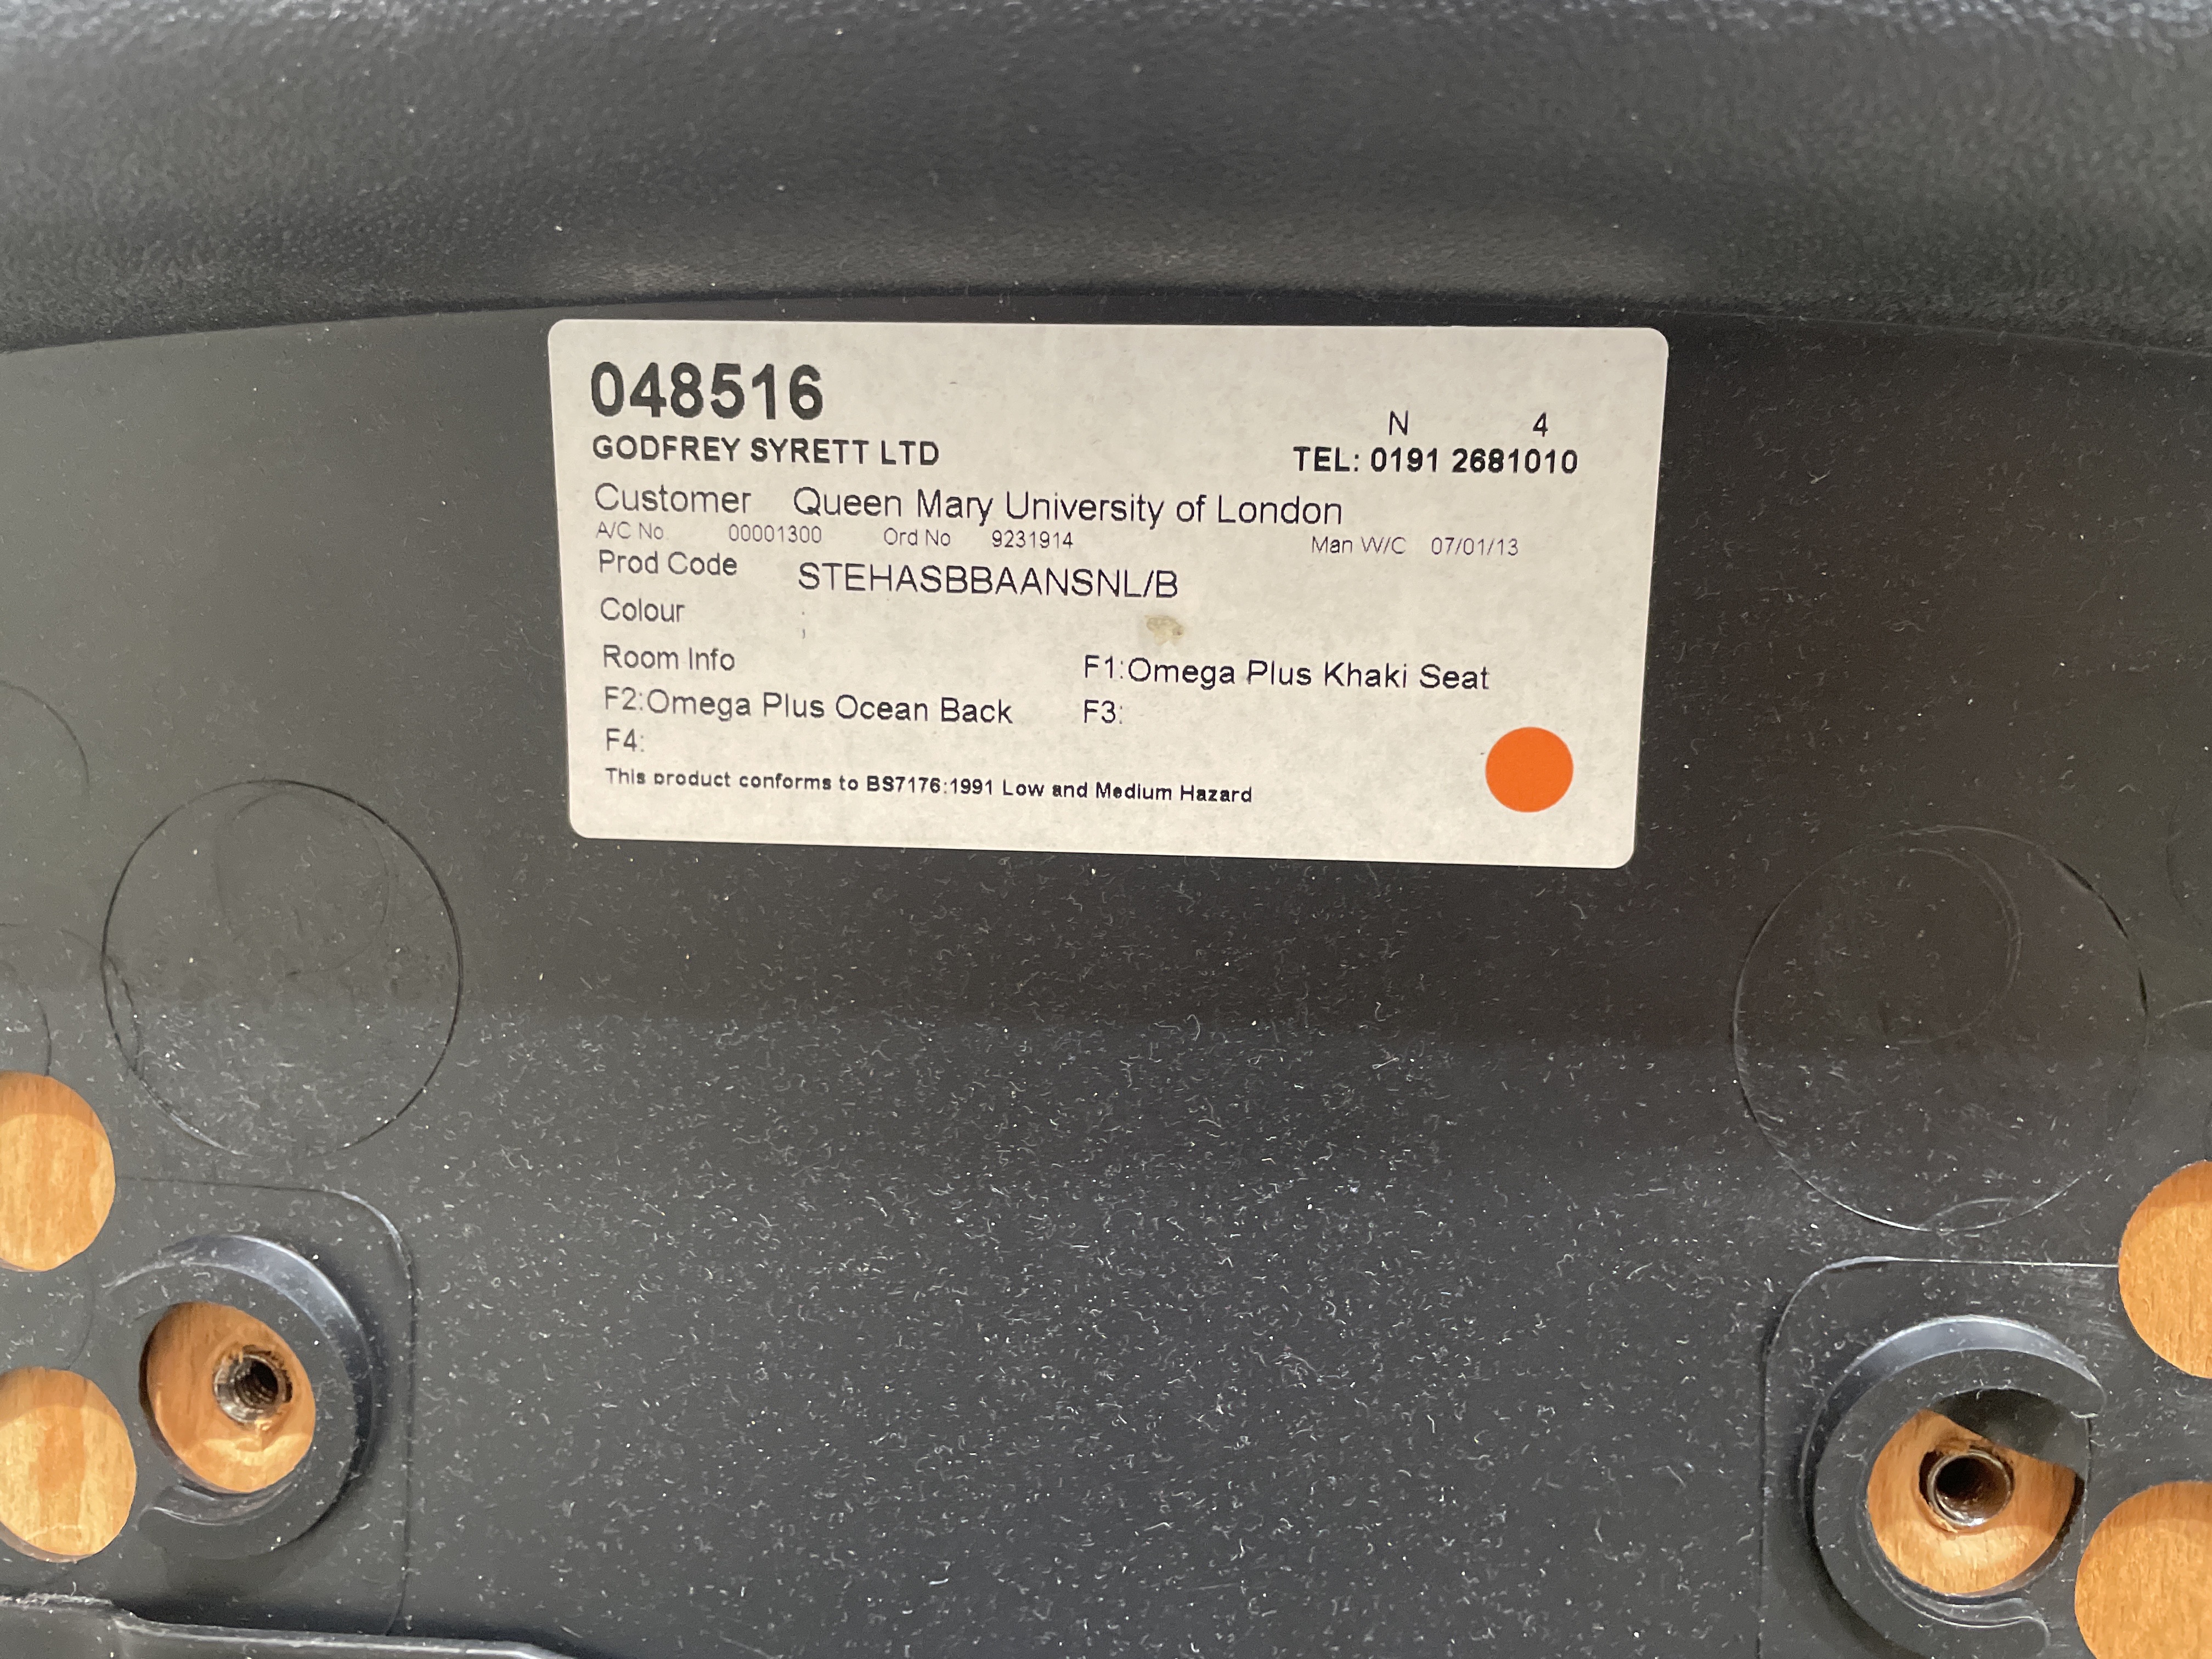 048516
N 4
GODFREY SYRETT LTD TEL: 0191 2681010
Customer Queen Mary University of London
A/C No. 00001300 Ord No 9231914 Man W/C 07/01/13
Prod Code STEHASBBAANSNL/B
Colour
Room Info F1:Omega Plus Khaki Seat
F2:Omega Plus Ocean Back F3:
F4:
This product conforms to BS7176:1991 Low and Medium Hazard